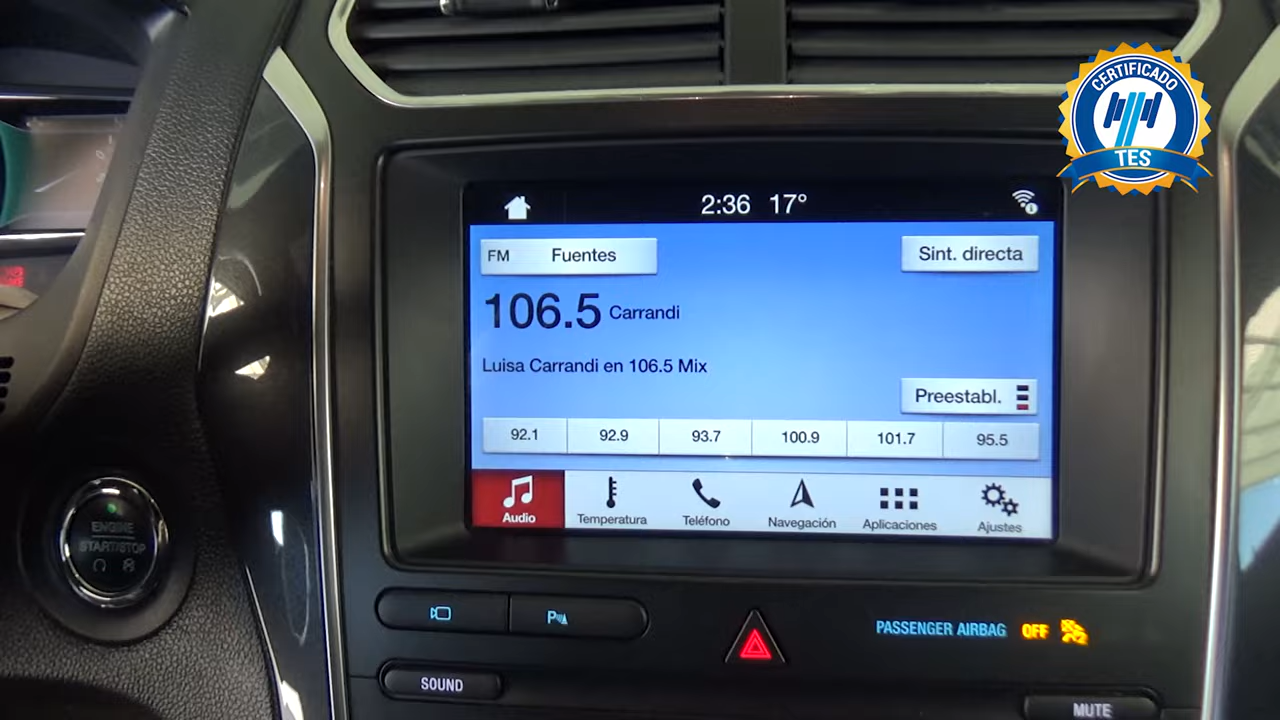 CERTIFICADO
TES
2:36 17°
FM Fuentes
Sint. directa
106.5 Carrandi
Luisa Carrandi en 106.5 Mix
Preestabl.
92.1 92.9 93.7 100.9 101.7 95.5
Audio Temperatura Teléfono Navegación Aplicaciones Ajustes
ENGINE
START/STOP
P
PASSENGER AIRBAG OFF
SOUND
MUTE